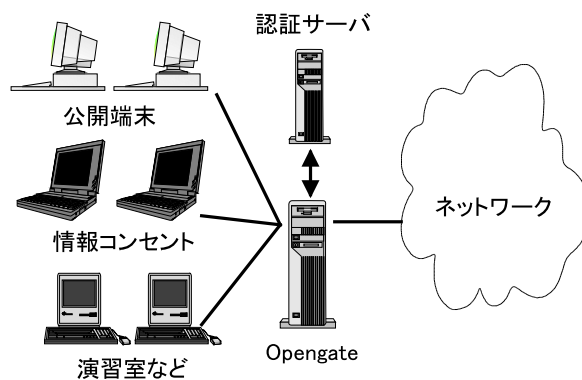 認証サーバ
公開端末
情報コンセント
ネットワーク
演習室など
Opengate